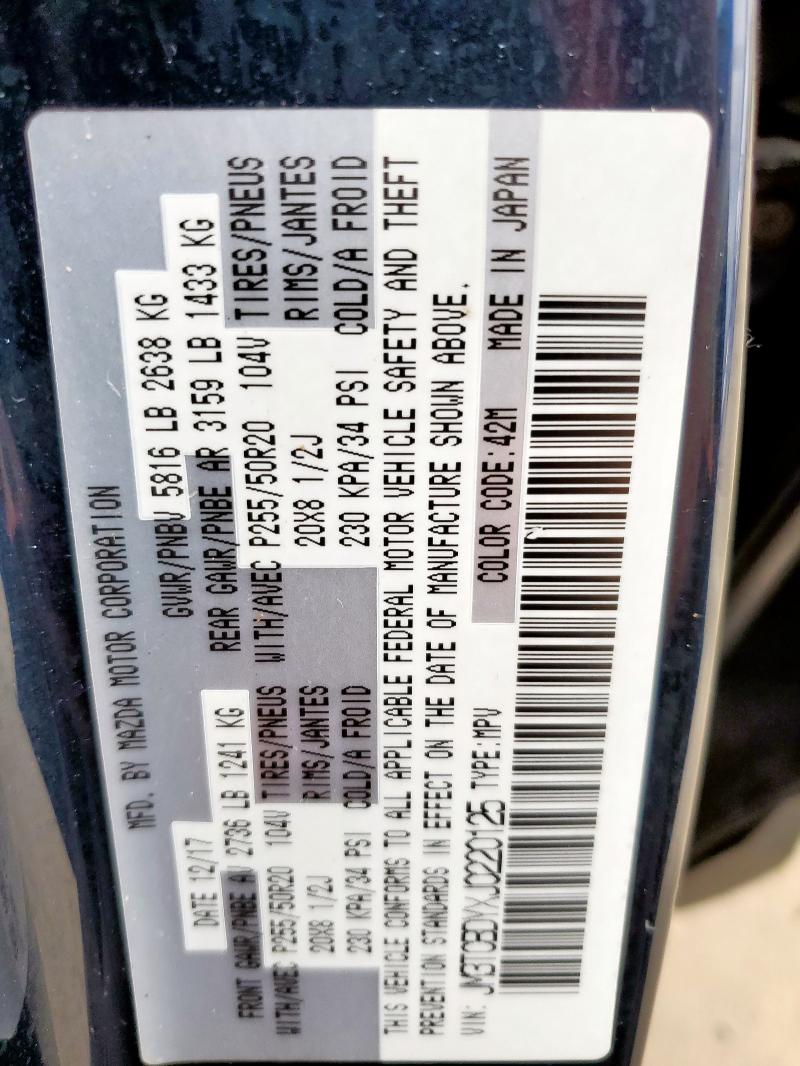 MFD. BY MAZDA MOTOR CORPORATION
DATE 12/17 GVWR/PNBV 5816 LB 2638 KG
FRONT GAWR/PNBE A 2736 LB 1241 KG REAR GAWR/PNBE AR 3159 LB 1433 KG
WITH/AVEC P255/50R20 104V TIRES/PNEUS WITH/AVEC P255/50R20 104V TIRES/PNEUS
20X8 1/2J RIMS/JANTES 20X8 1/2J RIMS/JANTES
230 KPA/34 PSI COLD/A FROID 230 KPA/34 PSI COLD/A FROID
THIS VEHICLE CONFORMS TO ALL APPLICABLE FEDERAL MOTOR VEHICLE SAFETY AND THEFT
PREVENTION STANDARDS IN EFFECT ON THE DATE OF MANUFACTURE SHOWN ABOVE.
VIN: JM3TCBDYXJ0220125 TYPE:MPV COLOR CODE:42M MADE IN JAPAN